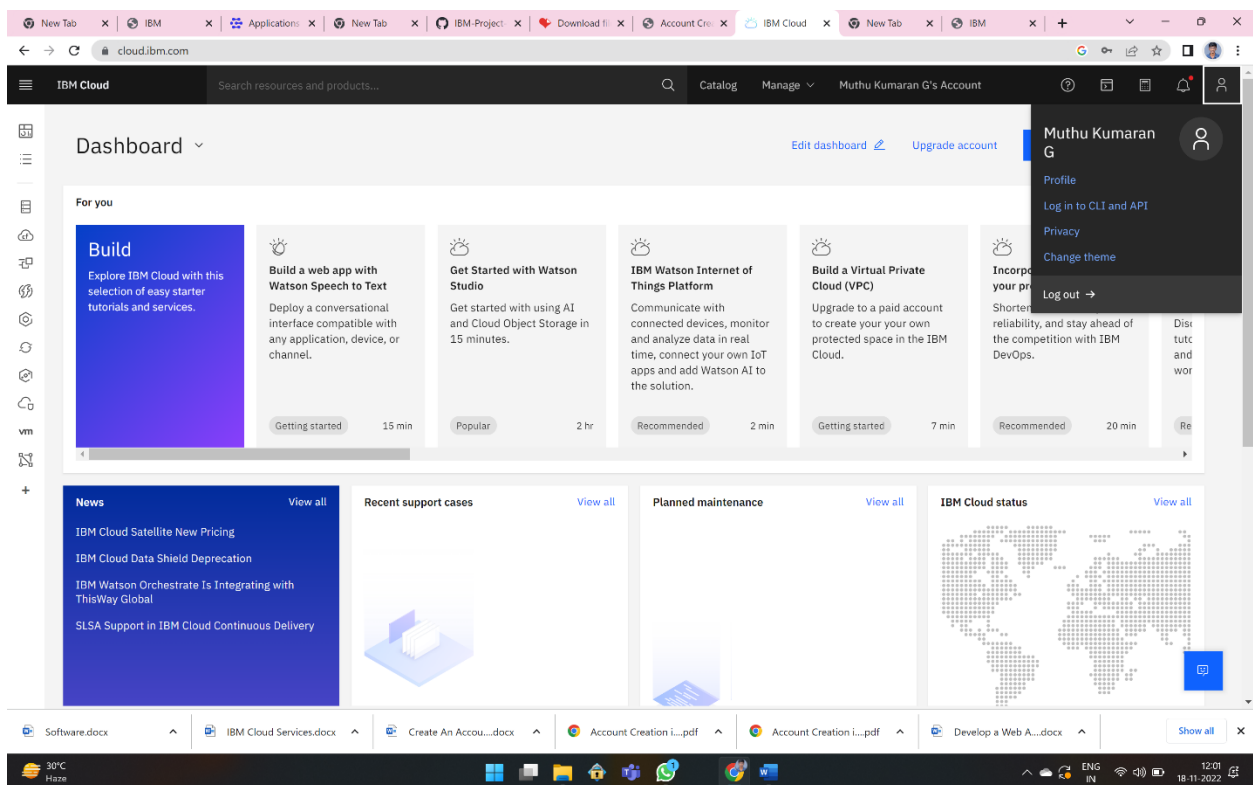 New Tab
IBM
Applications
New Tab
IBM-Project-
Download fil
Account Crea
IBM Cloud
New Tab
IBM
cloud.ibm.com
IBM Cloud
Search resources and products...
Catalog
Manage
Muthu Kumaran G's Account
Muthu Kumaran
G
Profile
Log in to CLI and API
Privacy
Change theme
Log out →
Dashboard
Edit dashboard
Upgrade account
For you
Build
Explore IBM Cloud with this
selection of easy starter
tutorials and services.
Build a web app with
Watson Speech to Text
Deploy a conversational
interface compatible with
any application, device, or
channel.
Getting started
15 min
Get Started with Watson
Studio
Get started with using AI
and Cloud Object Storage in
15 minutes.
Popular
2 hr
IBM Watson Internet of
Things Platform
Communicate with
connected devices, monitor
and analyze data in real
time, connect your own IoT
apps and add Watson AI to
the solution.
Recommended
2 min
Build a Virtual Private
Cloud (VPC)
Upgrade to a paid account
to create your your own
protected space in the IBM
Cloud.
Getting started
7 min
Incorpo
your pr
Shorten
reliability, and stay ahead of
the competition with IBM
DevOps.
Recommended
20 min
Disc
tuto
and
wor
Re
vm
News
View all
IBM Cloud Satellite New Pricing
IBM Cloud Data Shield Deprecation
IBM Watson Orchestrate Is Integrating with
ThisWay Global
SLSA Support in IBM Cloud Continuous Delivery
Recent support cases
View all
Planned maintenance
View all
IBM Cloud status
View all
Software.docx
IBM Cloud Services.docx
Create An Accou....docx
Account Creation i....pdf
Account Creation i....pdf
Develop a Web A....docx
Show all
30°C
Haze
ENG
IN
12:01
18-11-2022